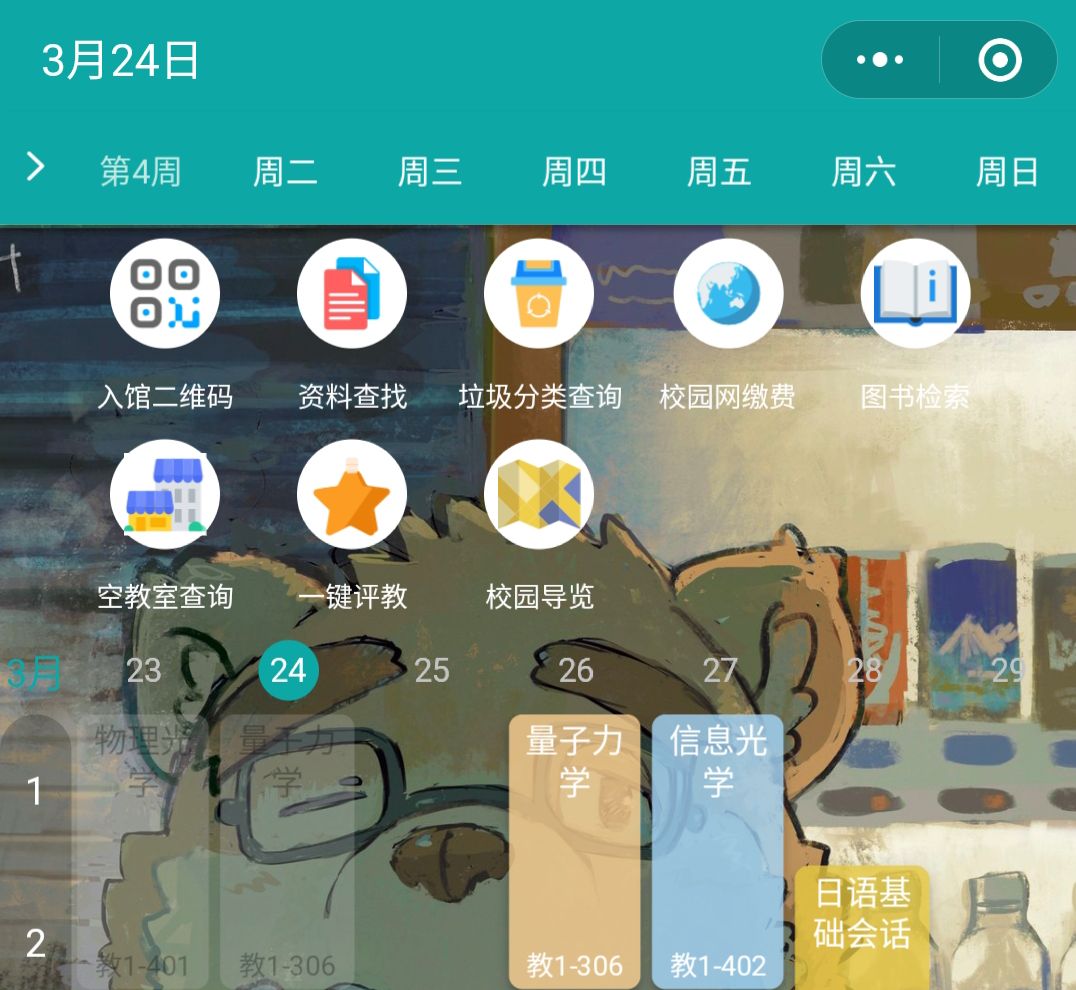 3月24日
第4周 周二 周三 周四 周五 周六 周日
入馆二维码 资料查找 垃圾分类查询 校园网缴费 图书检索
空教室查询 一键评教 校园导览
3月 23 24 25 26 27 28 29
物理光 量子力 量子力 信息光
学 学 学 学
1
日语基
础会话
2
教1-401 教1-306 教1-306 教1-402